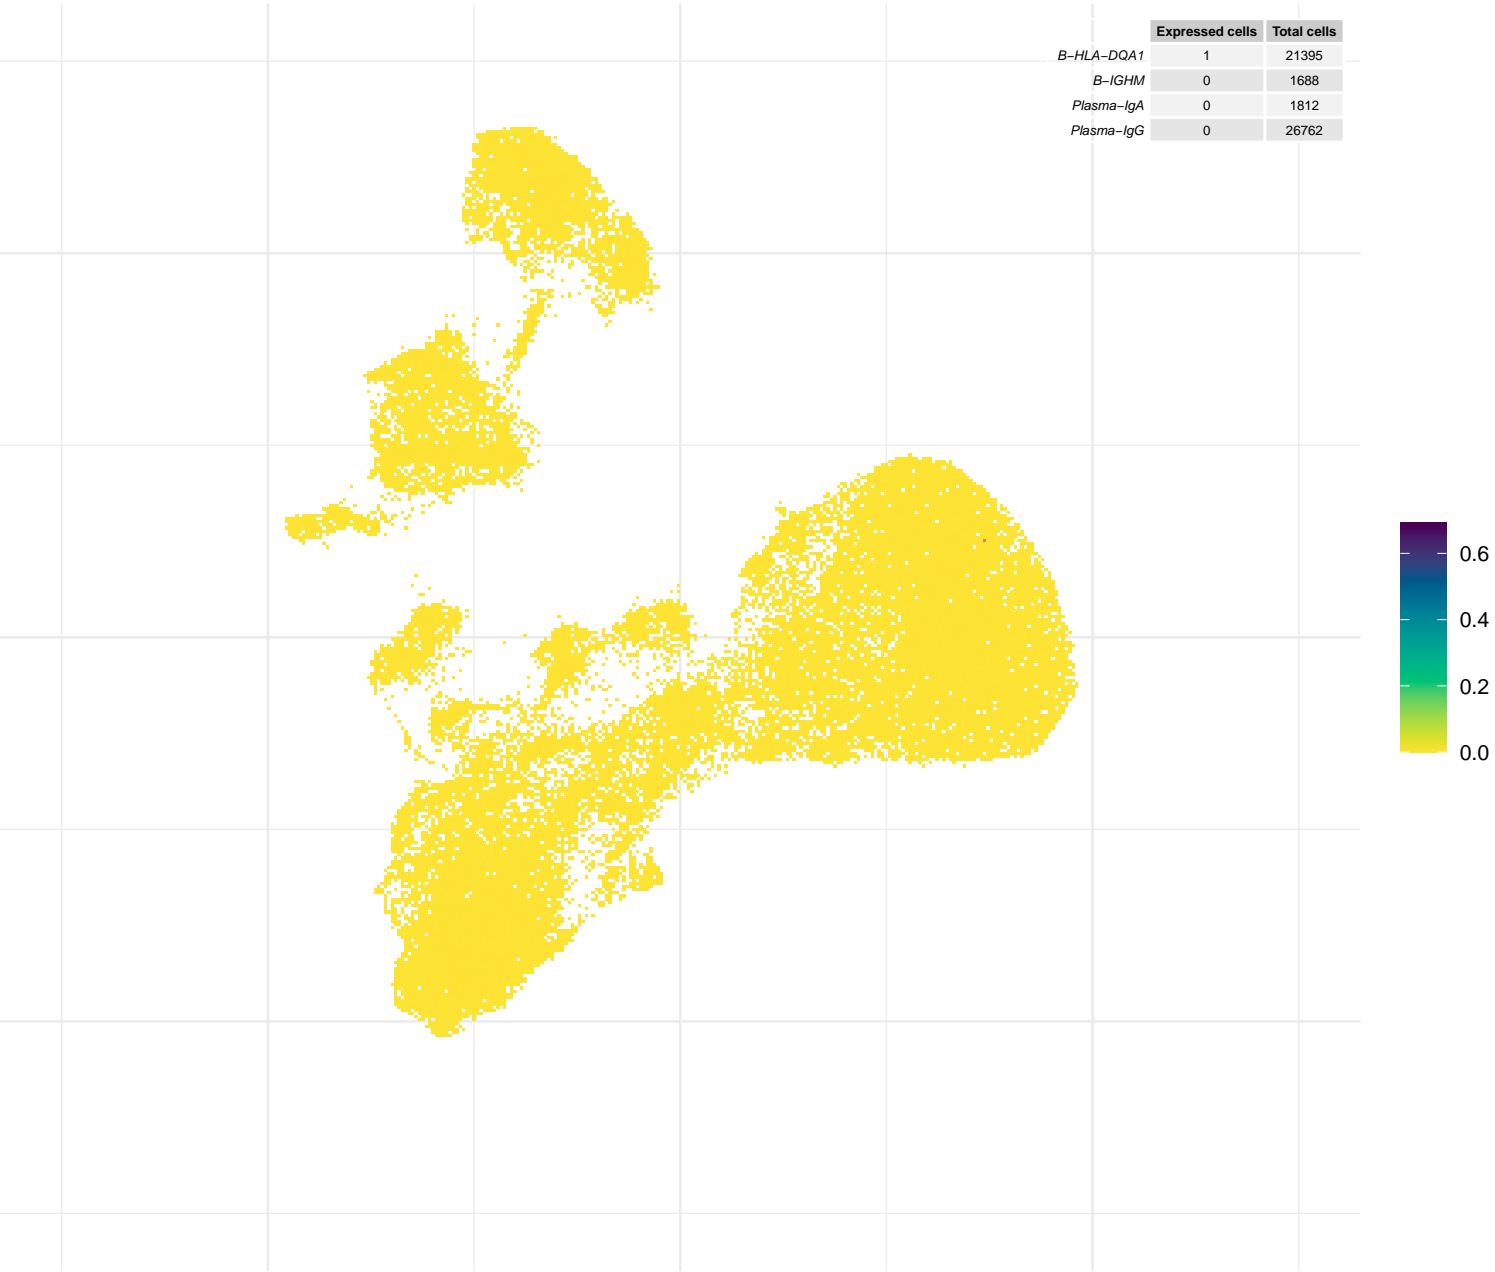 Expressed cells Total cells
B−HLA−DQA1 1 21395
B−IGHM 0 1688
Plasma−IgA 0 1812
Plasma−IgG 0 26762
0.6
0.4
0.2
0.0